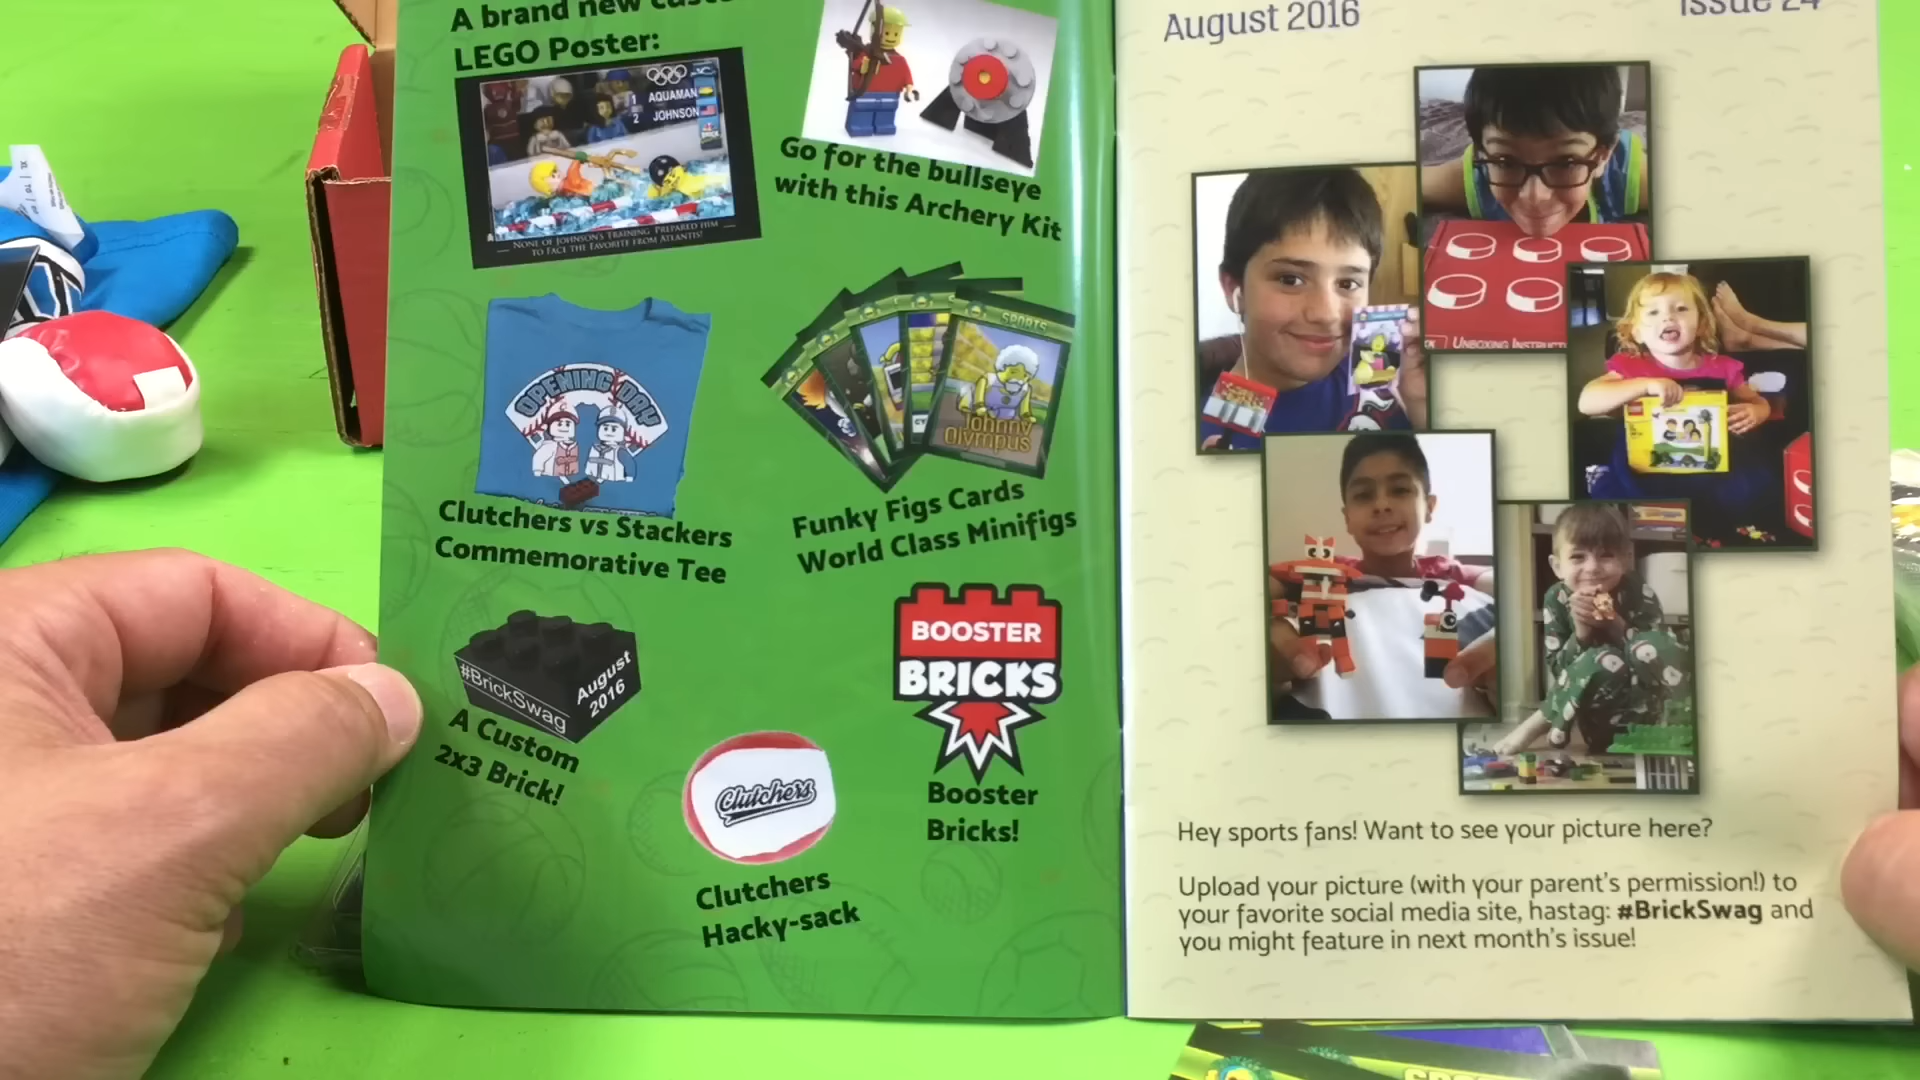 A brand new
LEGO Poster:
1 AQUAMAN
2 JOHNSON
NONE OF JOHNSON'S TRAINING PREPARED HIM
TO FACE THE FAVORITE FROM ATLANTIS!
Go for the bullseye
with this Archery Kit
OPENING DAY
Clutchers vs Stackers
Commemorative Tee
SPORTS
Johnny
Olympus
Funky Figs Cards
World Class Minifigs
#BrickSwag
August
2016
A Custom
2x3 Brick!
Clutchers
Clutchers
Hacky-sack
BOOSTER
BRICKS
Booster
Bricks!
August 2016
Issue 24
UNBOXING
Hey sports fans! Want to see your picture here?
Upload your picture (with your parent's permission!) to
your favorite social media site, hastag: #BrickSwag and
you might feature in next month's issue!